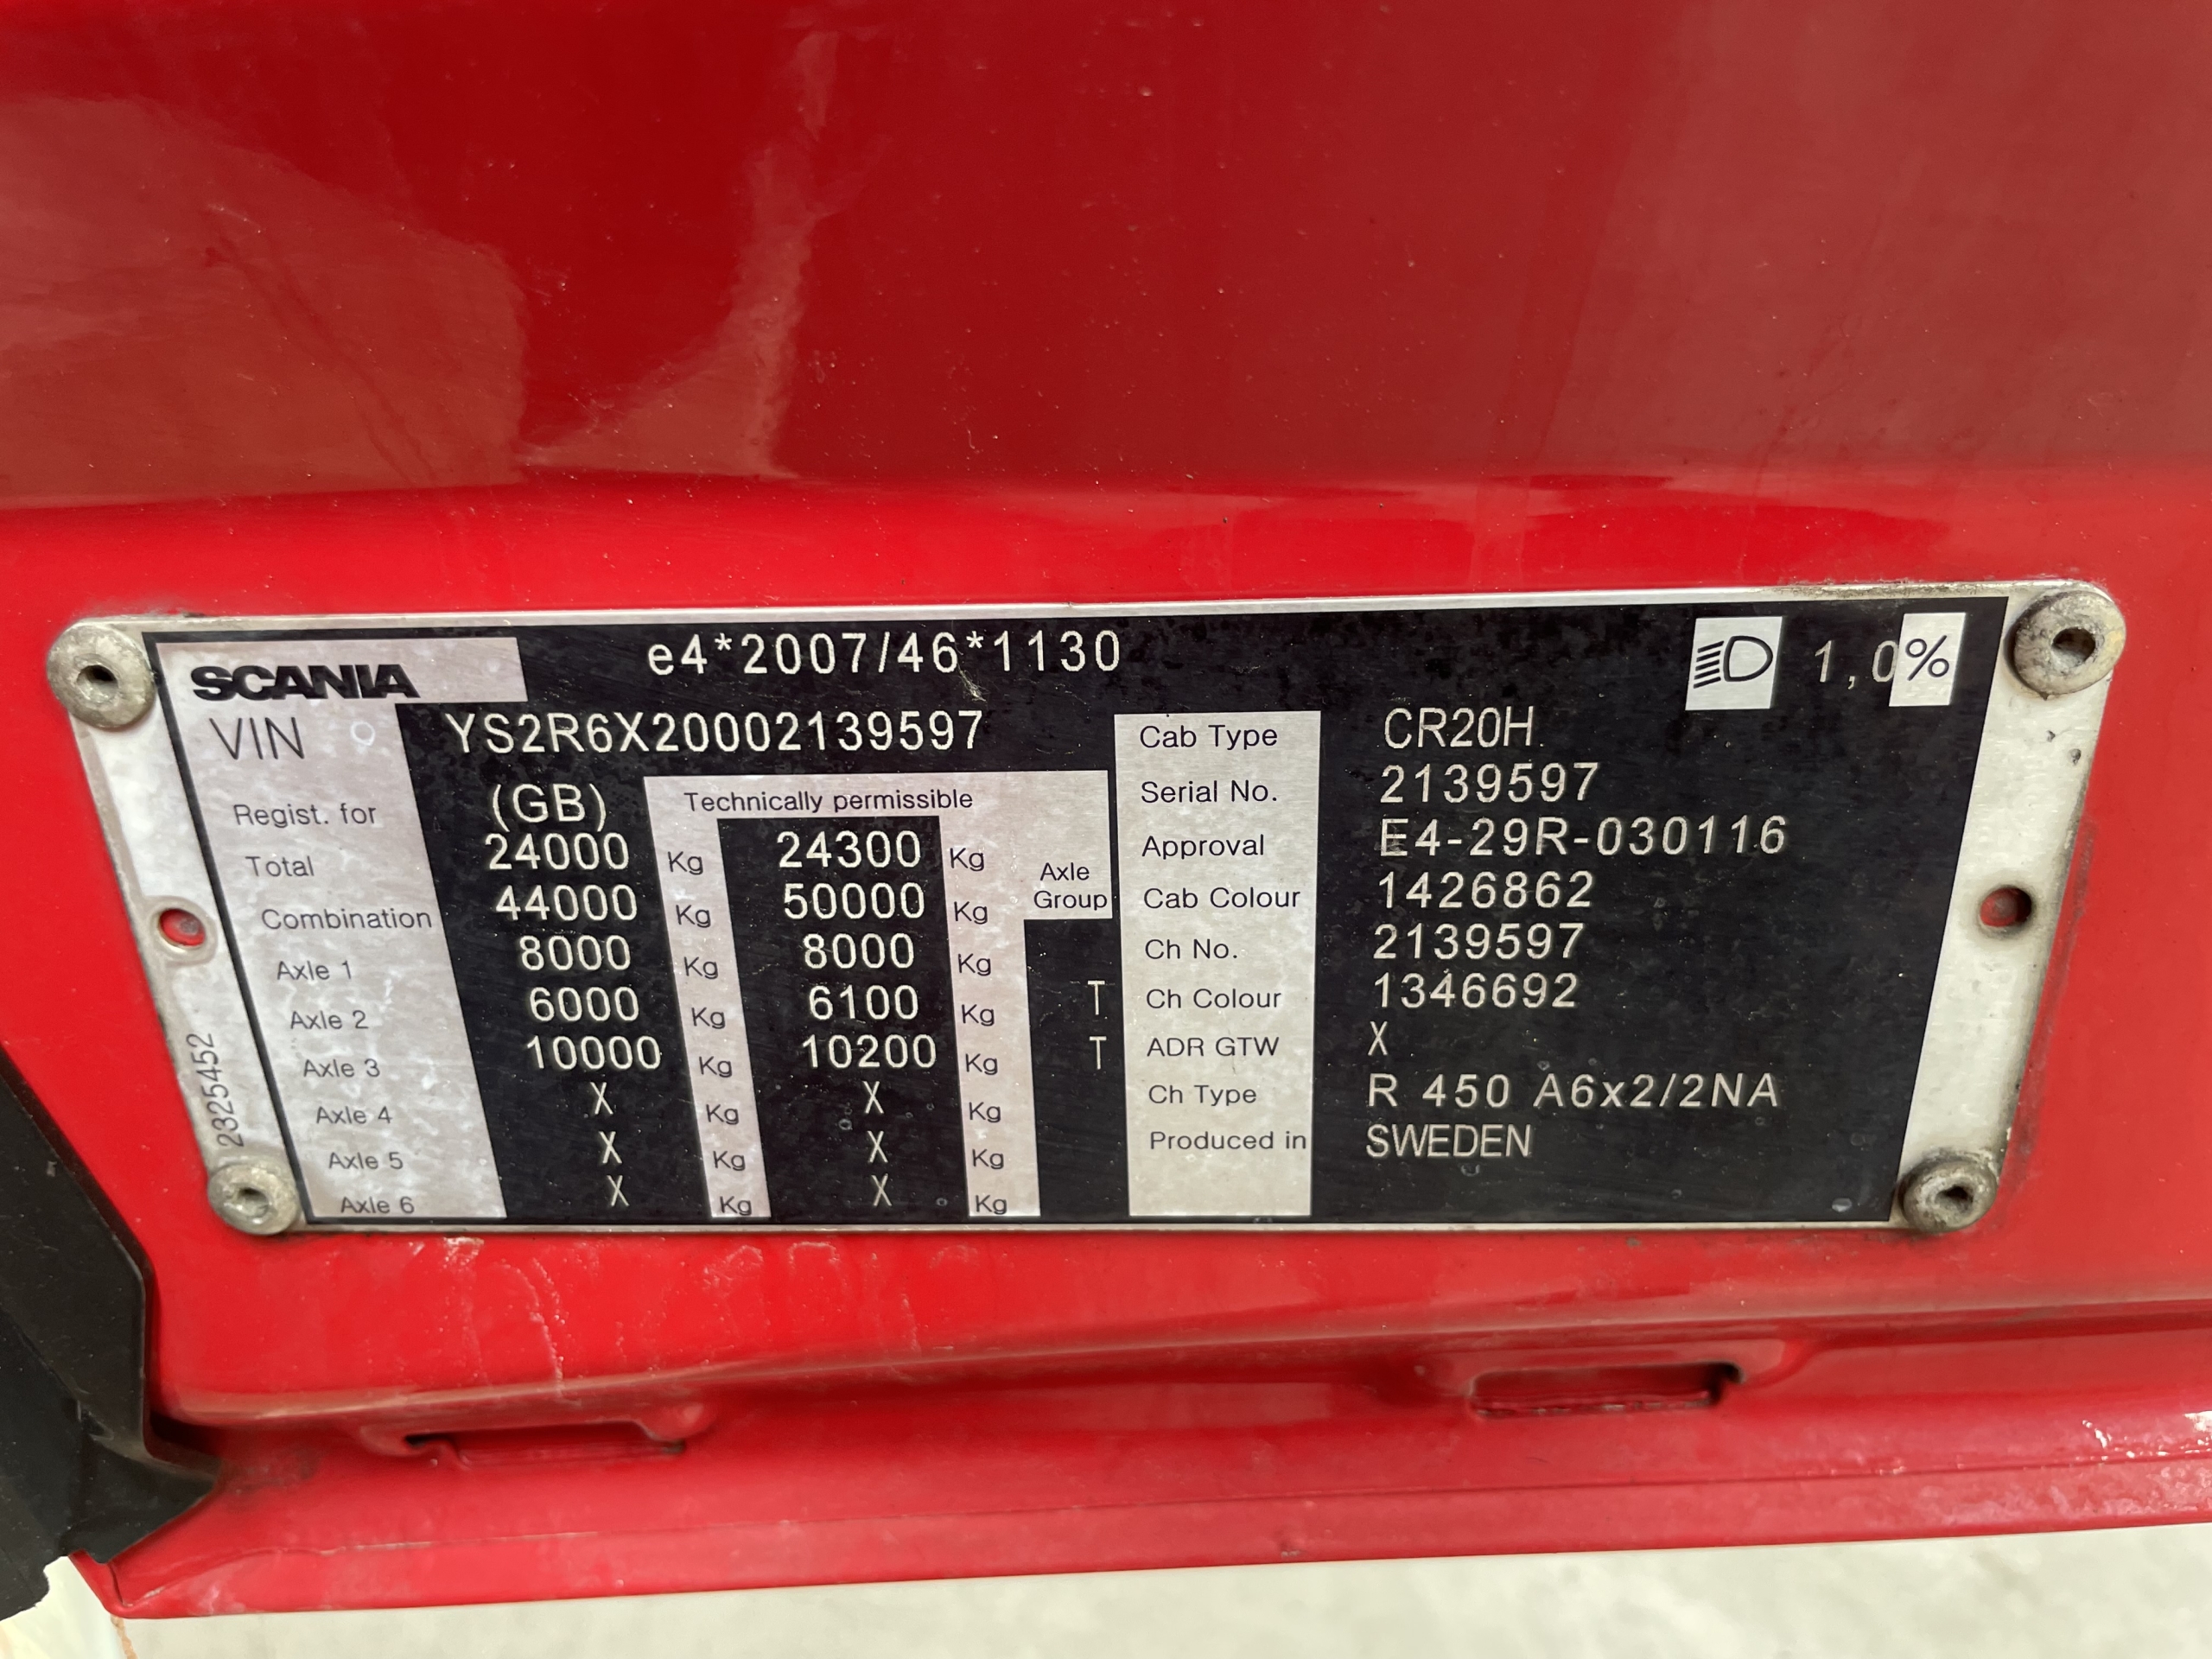 SCANIA e4*2007/46*1130 1,0%
VIN YS2R6X20002139597
Regist. for (GB) Technically permissible
Total 24000 Kg 24300 Kg
Combination 44000 Kg 50000 Kg Axle Group
Axle 1 8000 Kg 8000 Kg
Axle 2 6000 Kg 6100 Kg T
Axle 3 10000 Kg 10200 Kg T
Axle 4 X Kg X Kg
Axle 5 X Kg X Kg
Axle 6 X Kg X Kg
Cab Type CR20H
Serial No. 2139597
Approval E4-29R-030116
Cab Colour 1426862
Ch No. 2139597
Ch Colour 1346692
ADR GTW X
Ch Type R 450 A6x2/2NA
Produced in SWEDEN
2325452